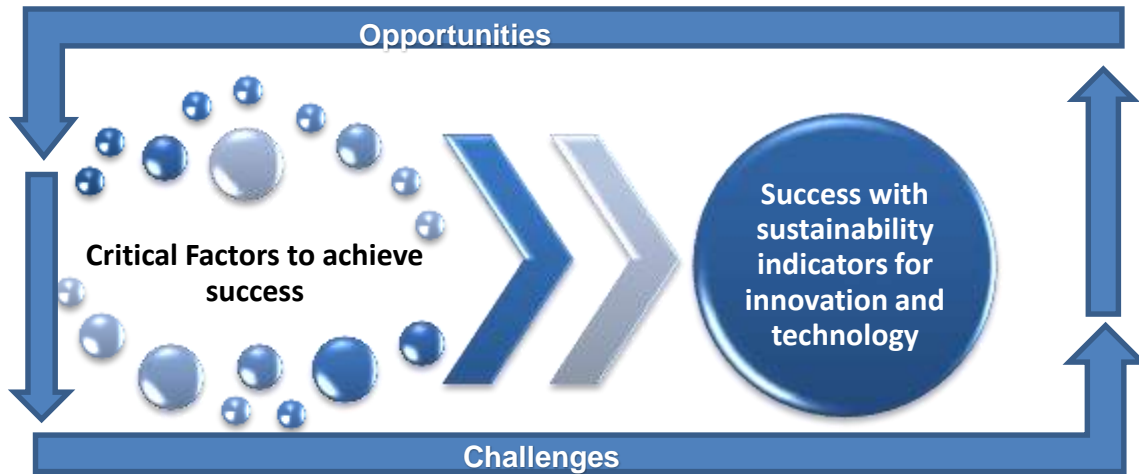 Opportunities
Critical Factors to achieve
success
Success with
sustainability
indicators for
innovation and
technology
Challenges